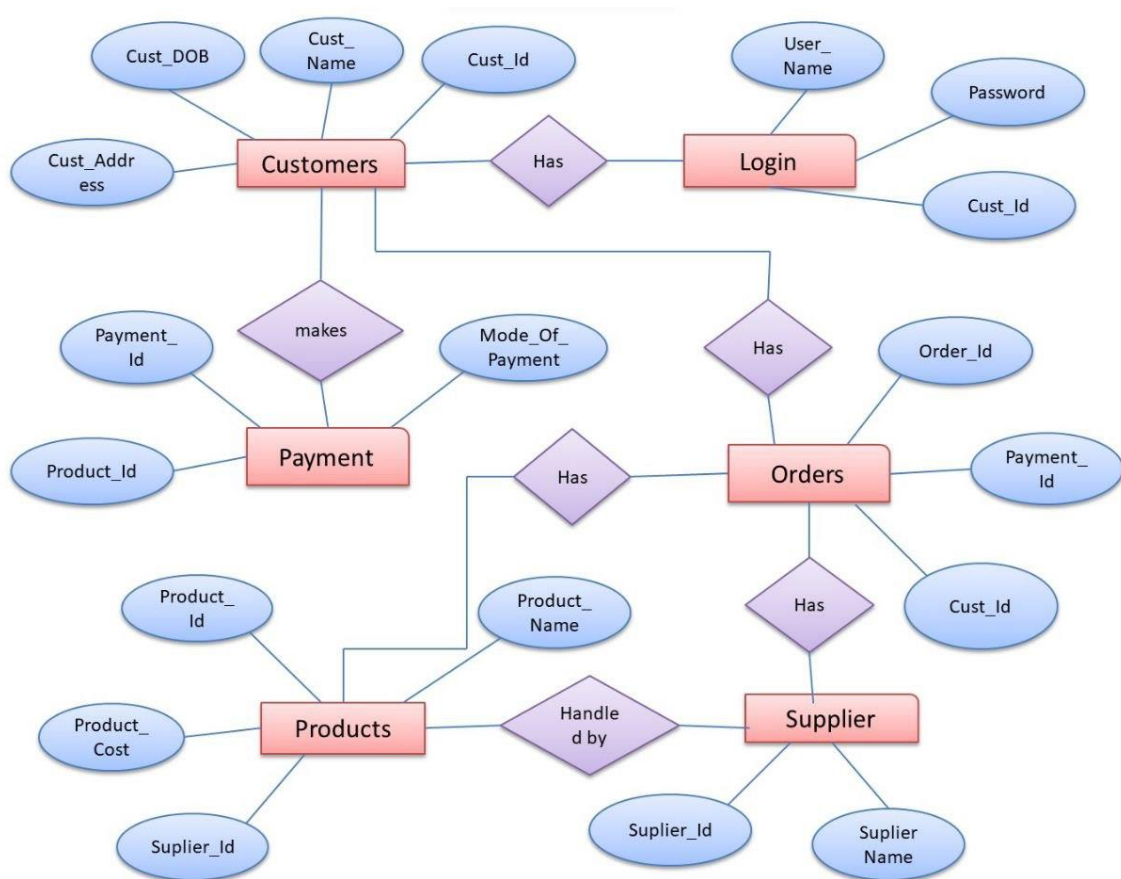 Cust_DOB
Cust_
Name
Cust_Id
User_
Name
Password
Cust_Addr
ess
Customers
Has
Login
Cust_Id
Payment_
Id
makes
Mode_Of_
Payment
Has
Order_Id
Product_Id
Payment
Has
Orders
Payment_
Id
Product_
Id
Product_
Name
Has
Cust_Id
Product_
Cost
Products
Handle
d by
Supplier
Suplier_Id
Suplier_Id
Suplier
Name